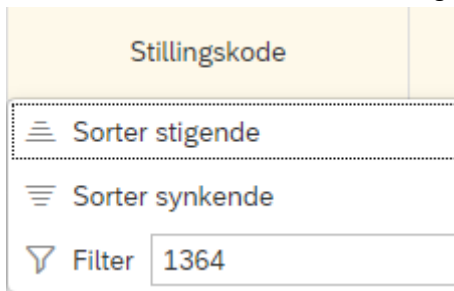 Stillingskode
Sorter stigende
Sorter synkende
Filter 1364